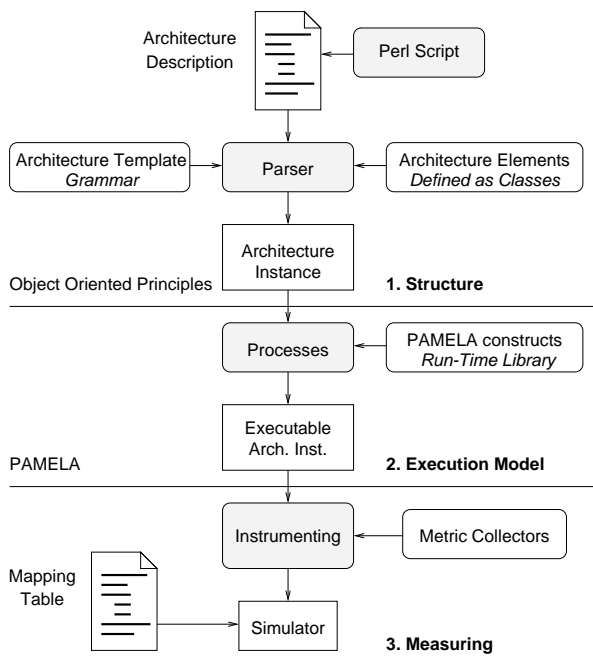 Architecture
Description
Perl Script
Architecture Template
Grammar
Parser
Architecture Elements
Defined as Classes
Architecture
Instance
Object Oriented Principles
1. Structure
Processes
PAMELA constructs
Run-Time Library
Executable
Arch. Inst.
PAMELA
2. Execution Model
Instrumenting
Metric Collectors
Mapping
Table
Simulator
3. Measuring